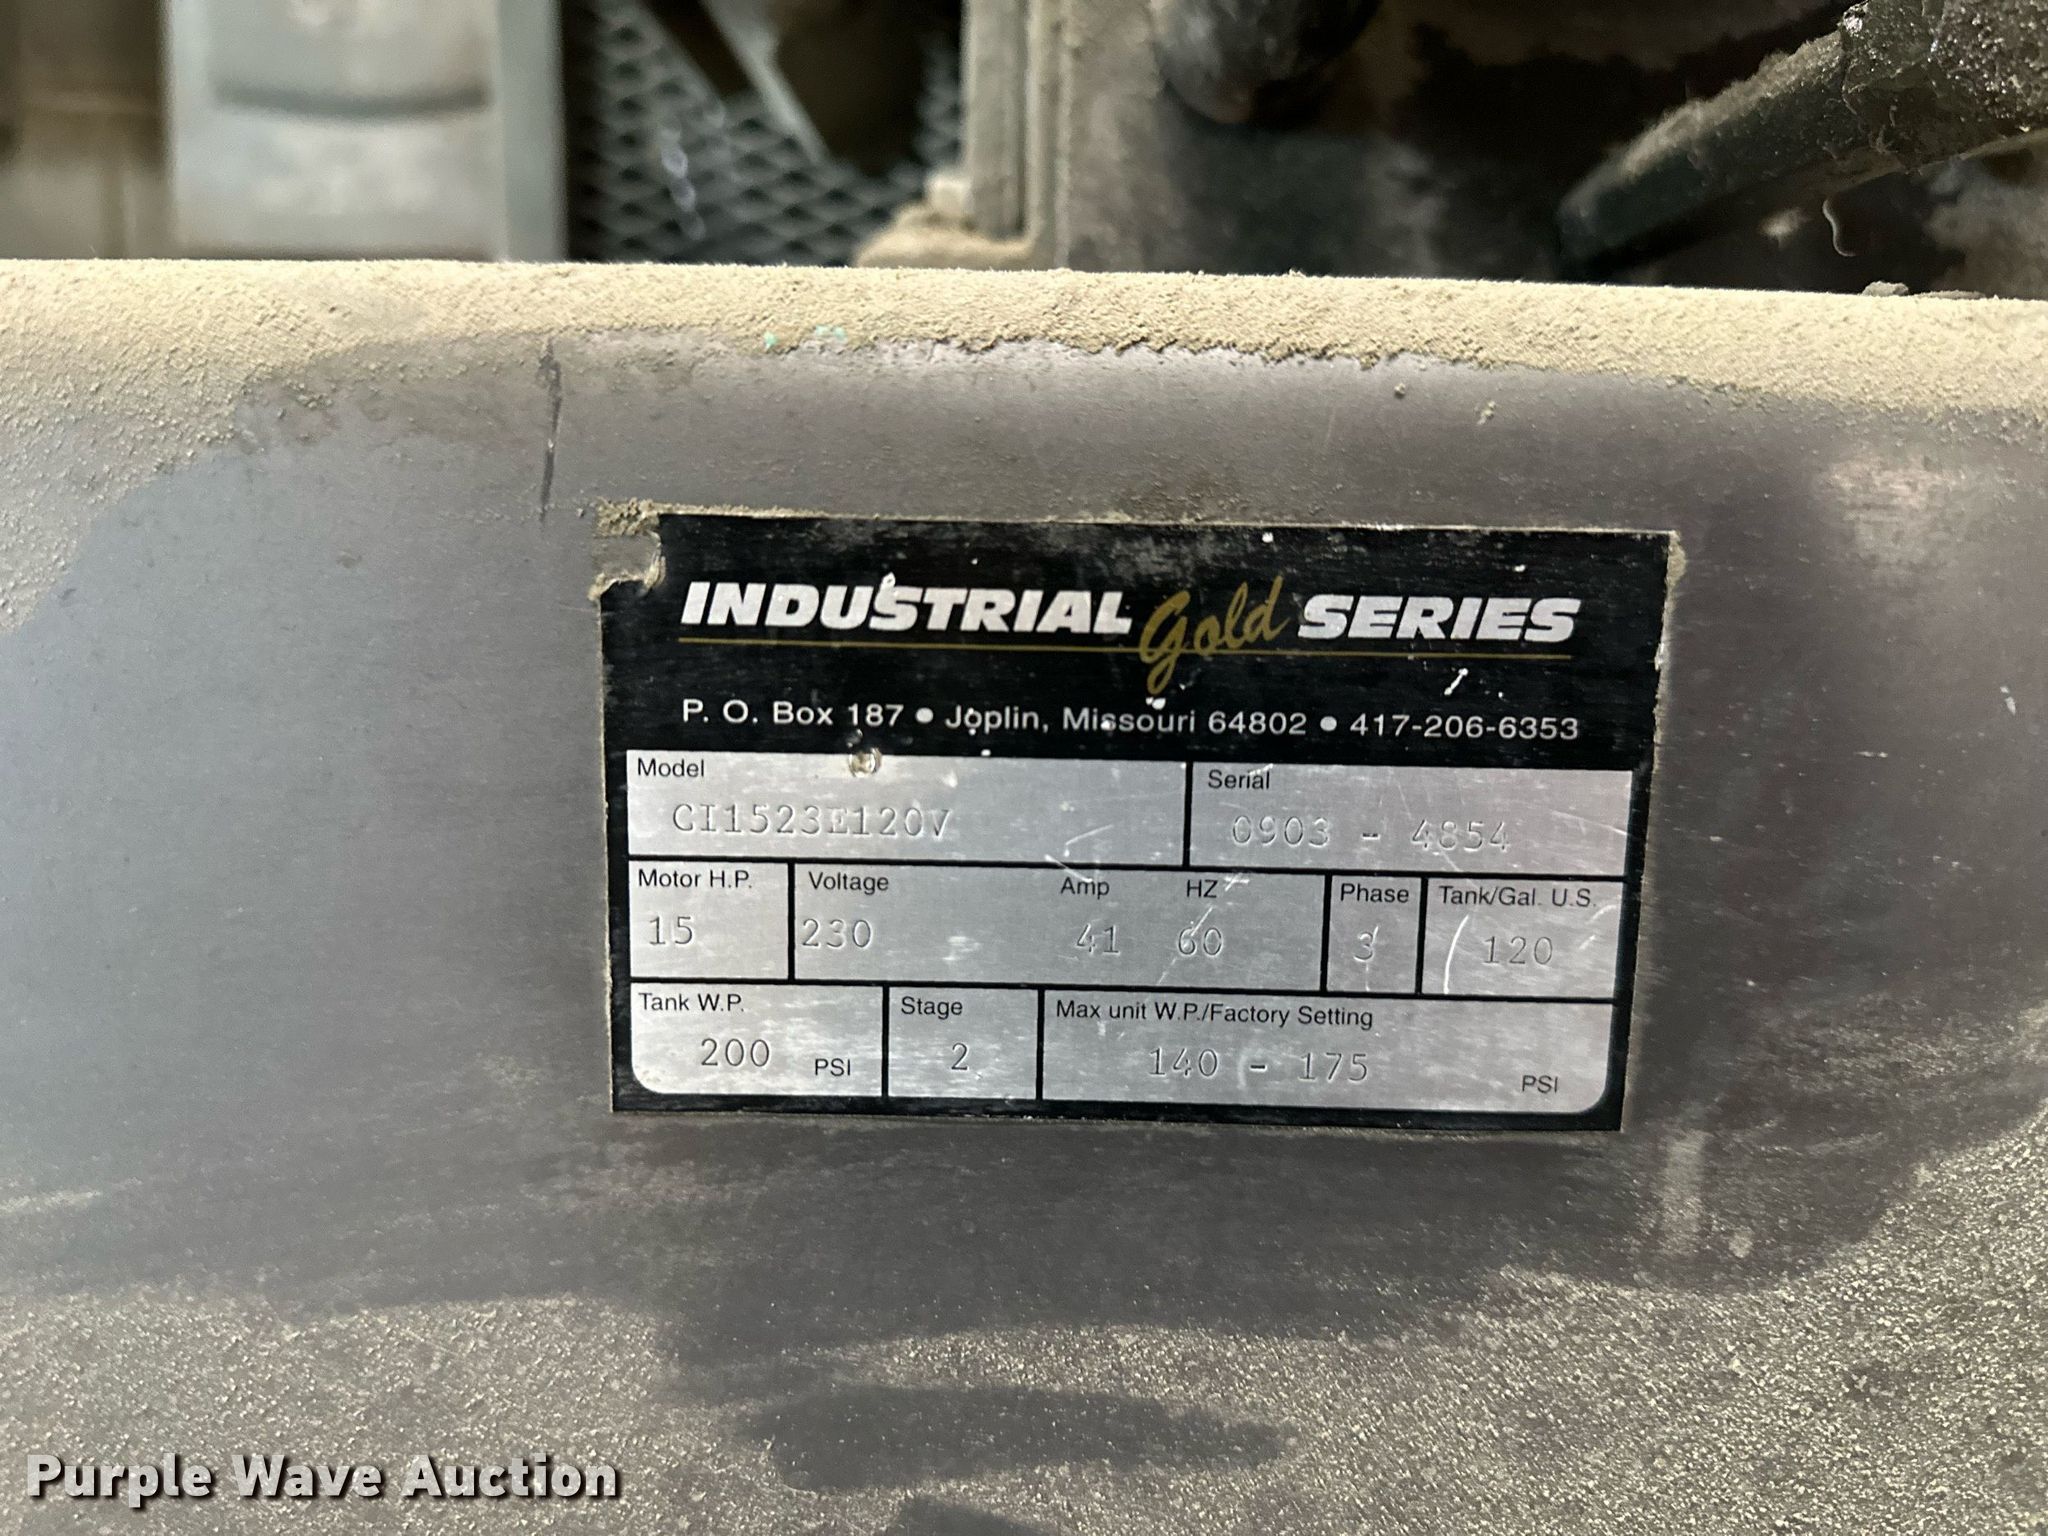 INDUSTRIAL Gold SERIES
P. O. Box 187 • Joplin, Missouri 64802 • 417-206-6353
Model Serial
CI1523E120V 0903 - 4854
Motor H.P. Voltage Amp HZ Phase Tank/Gal. U.S.
15 230 41 60 3 120
Tank W.P. Stage Max unit W.P./Factory Setting
200 PSI 2 140 - 175 PSI
Purple Wave Auction